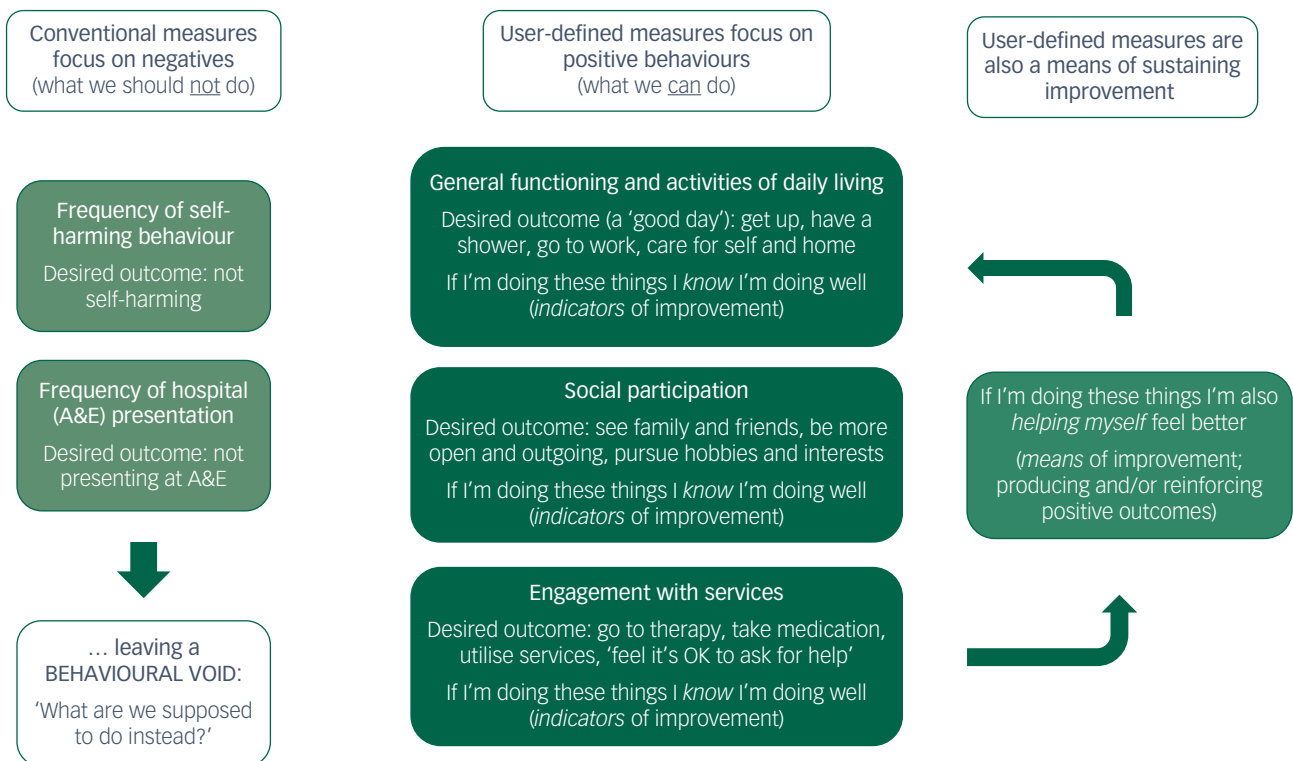 Conventional measures
focus on negatives
(what we should not do)
User-defined measures focus on
positive behaviours
(what we can do)
User-defined measures are
also a means of sustaining
improvement
Frequency of self-
harming behaviour
Desired outcome: not
self-harming
Frequency of hospital
(A&E) presentation
Desired outcome: not
presenting at A&E
… leaving a
BEHAVIOURAL VOID:
‘What are we supposed
to do instead?’
General functioning and activities of daily living
Desired outcome (a ‘good day’): get up, have a
shower, go to work, care for self and home
If I’m doing these things I know I’m doing well
(indicators of improvement)
Social participation
Desired outcome: see family and friends, be more
open and outgoing, pursue hobbies and interests
If I’m doing these things I know I’m doing well
(indicators of improvement)
Engagement with services
Desired outcome: go to therapy, take medication,
utilise services, ‘feel it's OK to ask for help’
If I’m doing these things I know I’m doing well
(indicators of improvement)
If I’m doing these things I’m also
helping myself feel better
(means of improvement;
producing and/or reinforcing
positive outcomes)